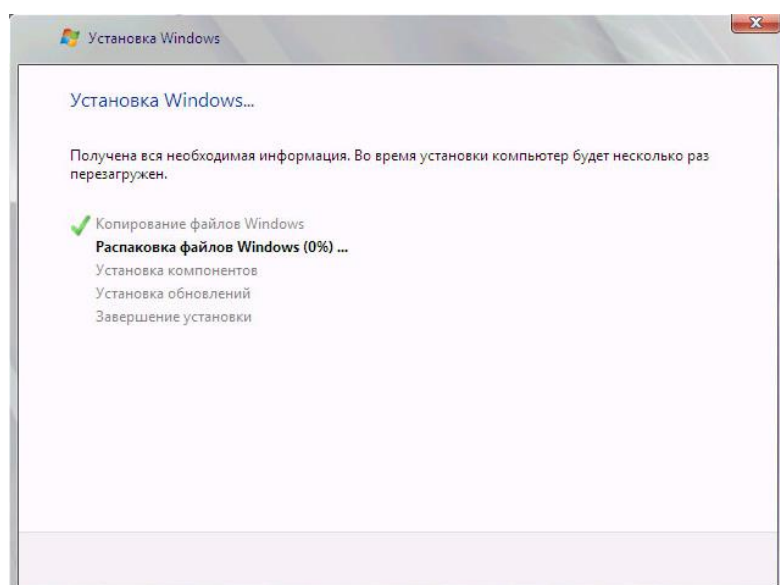 Установка Windows
Установка Windows...
Получена вся необходимая информация. Во время установки компьютер будет несколько раз
перезагружен.
Копирование файлов Windows
Распаковка файлов Windows (0%) ...
Установка компонентов
Установка обновлений
Завершение установки